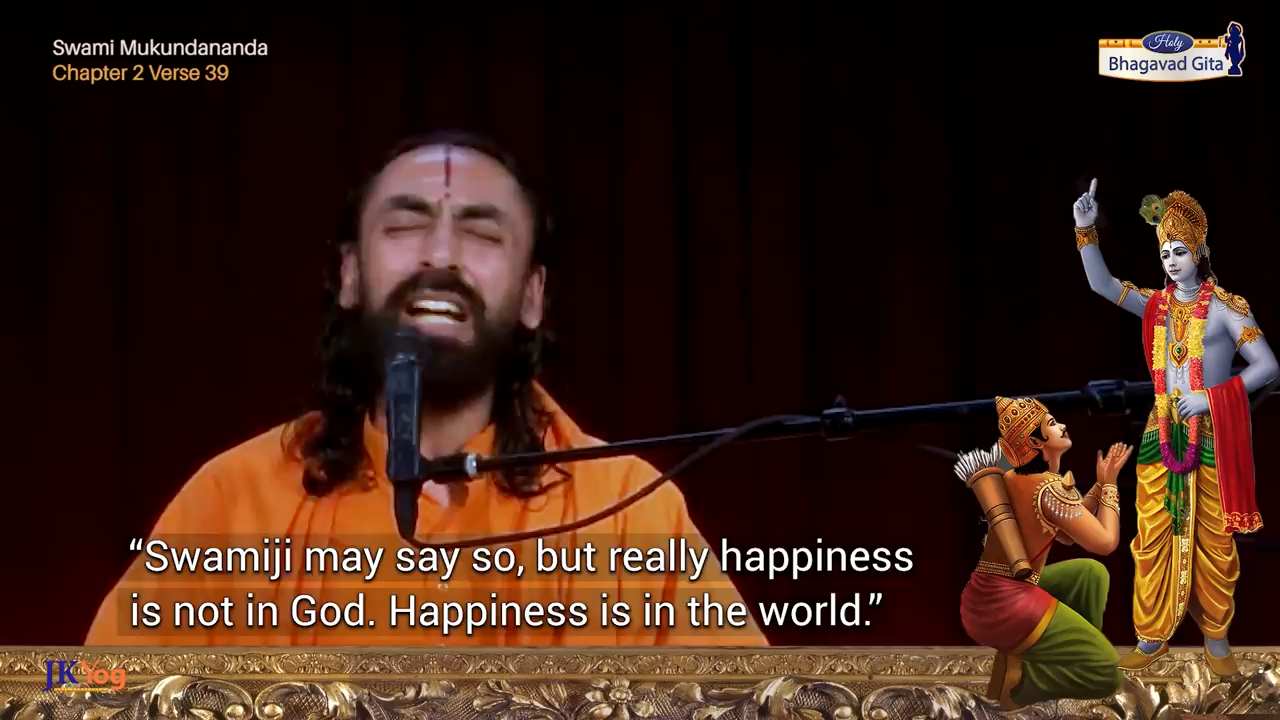 Swami Mukundananda
Chapter 2 Verse 39
Holy
Bhagavad Gita
“Swamiji may say so, but really happiness
is not in God. Happiness is in the world.”
JKYog